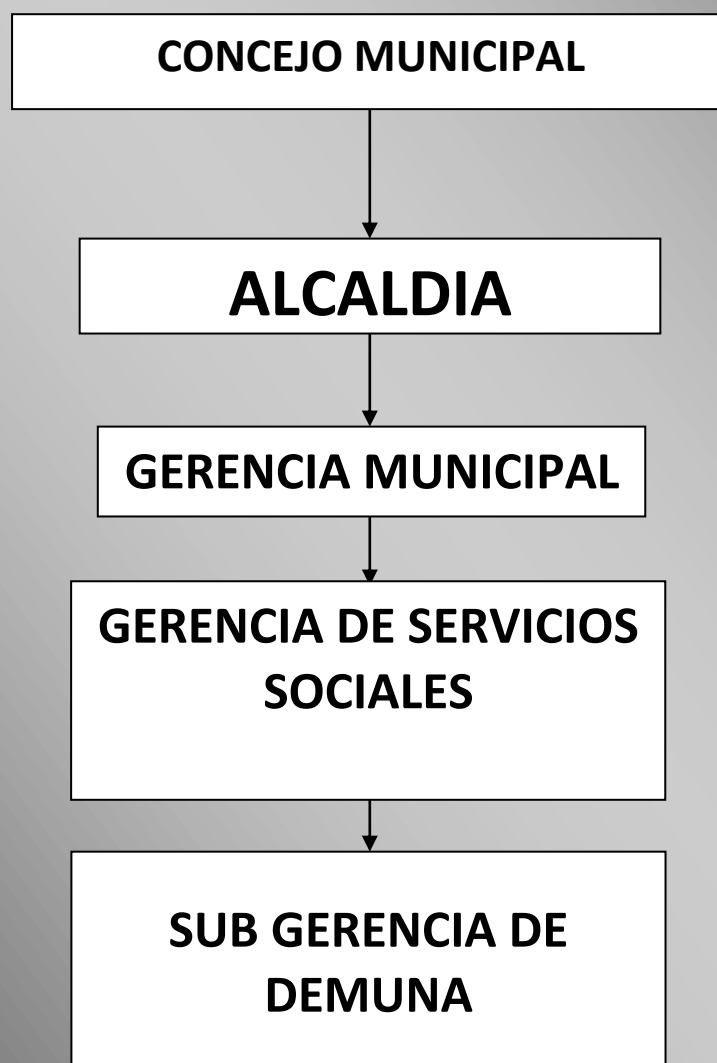 CONCEJO MUNICIPAL
ALCALDIA
GERENCIA MUNICIPAL
GERENCIA DE SERVICIOS
SOCIALES
SUB GERENCIA DE
DEMUNA